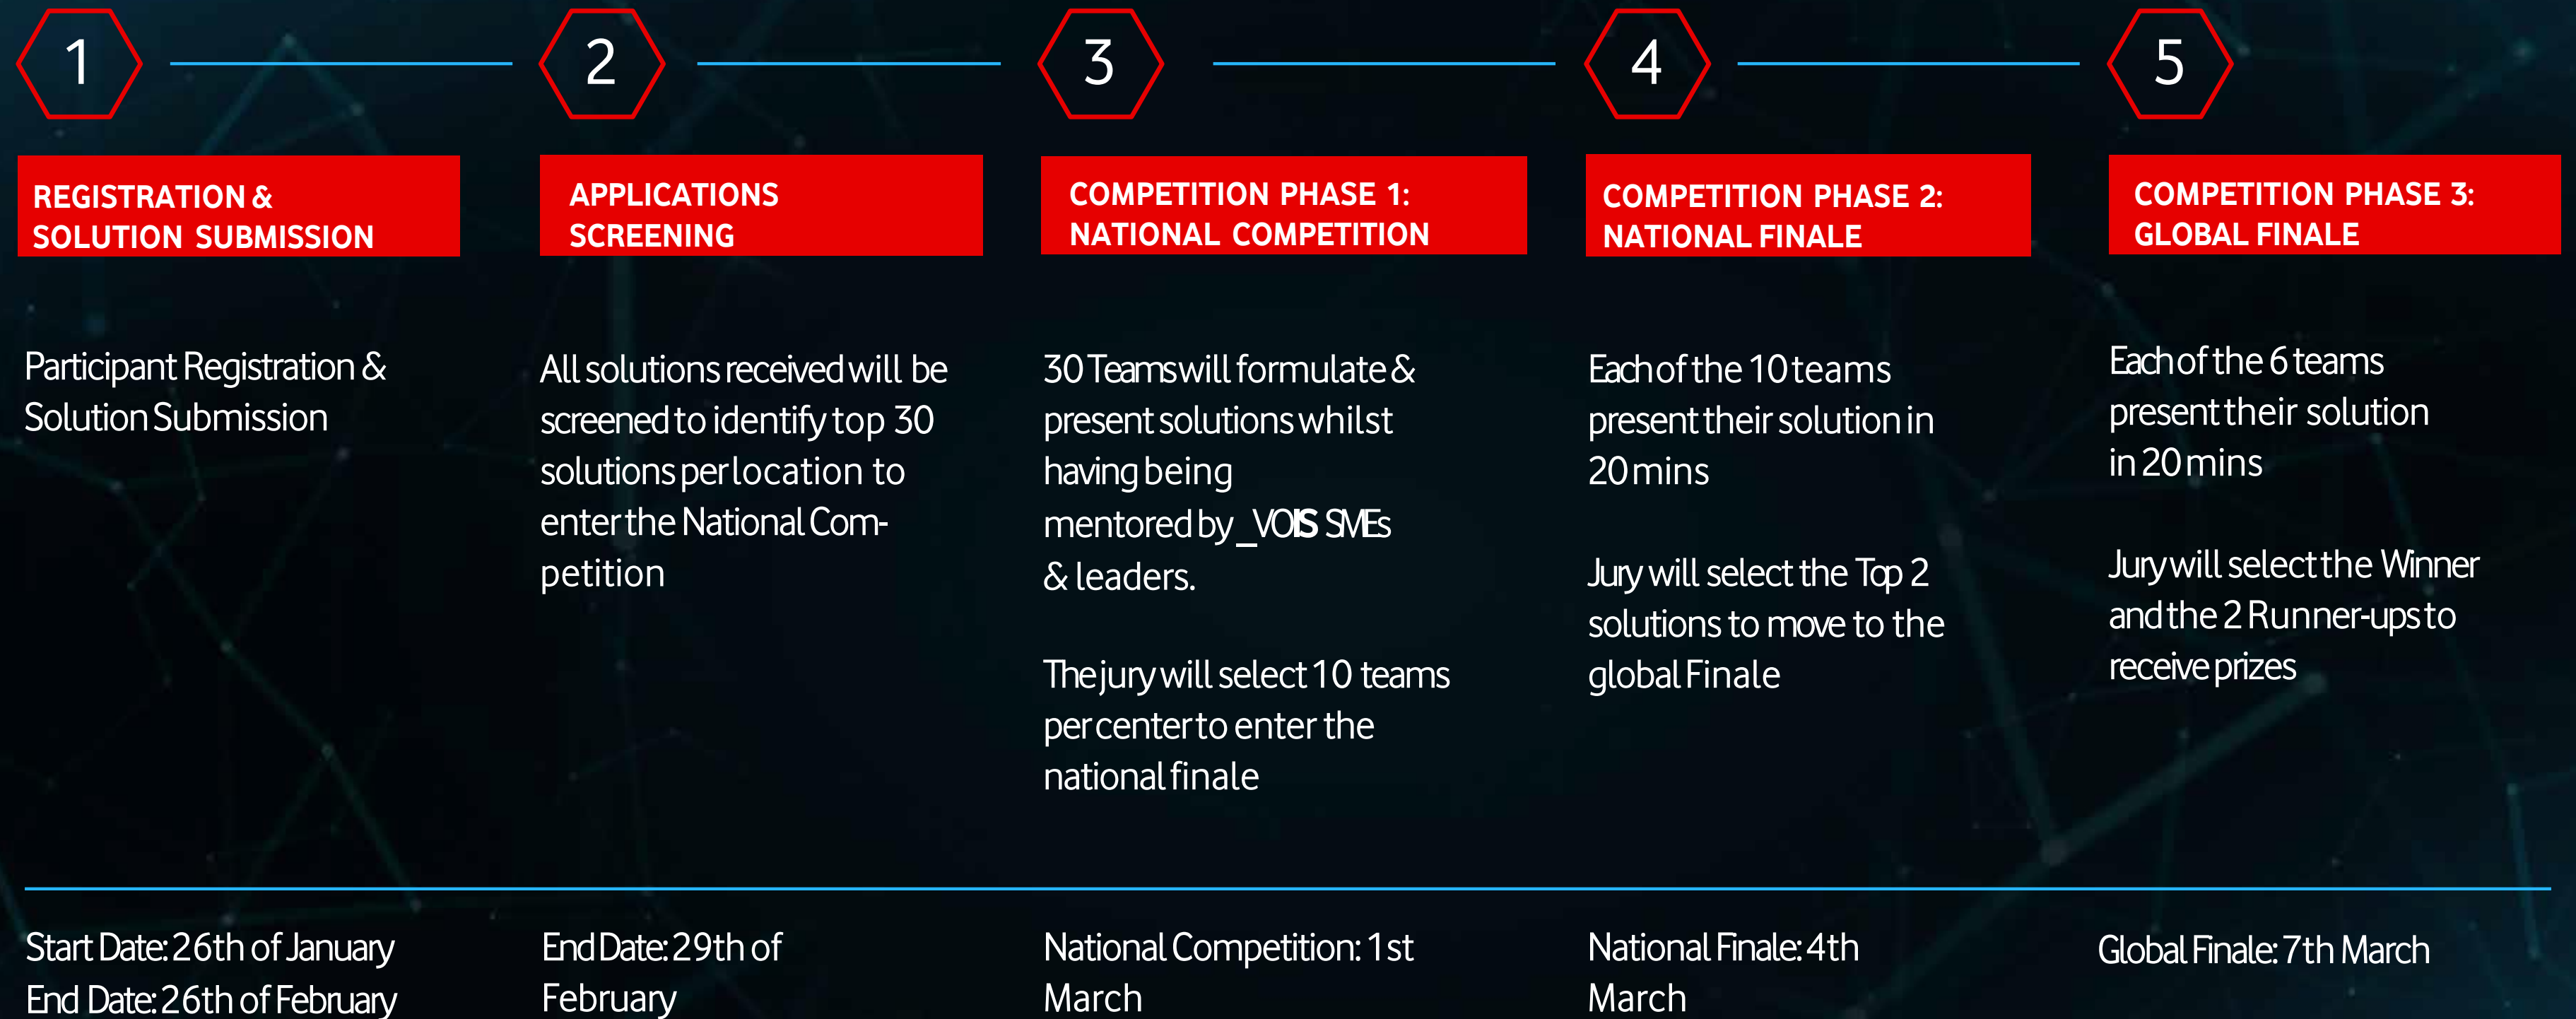 1
2
3
4
5
REGISTRATION &
SOLUTION SUBMISSION
APPLICATIONS
SCREENING
COMPETITION PHASE 1:
NATIONAL COMPETITION
COMPETITION PHASE 2:
NATIONAL FINALE
COMPETITION PHASE 3:
GLOBAL FINALE
Participant Registration &
Solution Submission
All solutions received will be
screened to identify top 30
solutions per location to
enter the National Com-
petition
30 Teams will formulate &
present solutions whilst
having being
mentored by _VOIS SMEs
& leaders.
The jury will select 10 teams
per center to enter the
national finale
Each of the 10 teams
present their solution in
20 mins
Jury will select the Top 2
solutions to move to the
global Finale
Each of the 6 teams
present their solution
in 20 mins
Jury will select the Winner
and the 2 Runner-ups to
receive prizes
Start Date: 26th of January
End Date: 26th of February
End Date: 29th of
February
National Competition: 1st
March
National Finale: 4th
March
Global Finale: 7th March